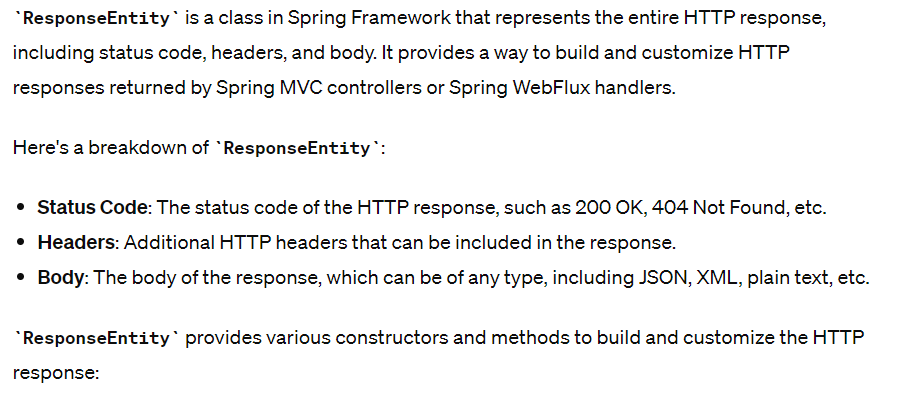 `ResponseEntity` is a class in Spring Framework that represents the entire HTTP response,
including status code, headers, and body. It provides a way to build and customize HTTP
responses returned by Spring MVC controllers or Spring WebFlux handlers.
Here's a breakdown of `ResponseEntity`:
• Status Code: The status code of the HTTP response, such as 200 OK, 404 Not Found, etc.
• Headers: Additional HTTP headers that can be included in the response.
• Body: The body of the response, which can be of any type, including JSON, XML, plain text, etc.
`ResponseEntity` provides various constructors and methods to build and customize the HTTP
response: